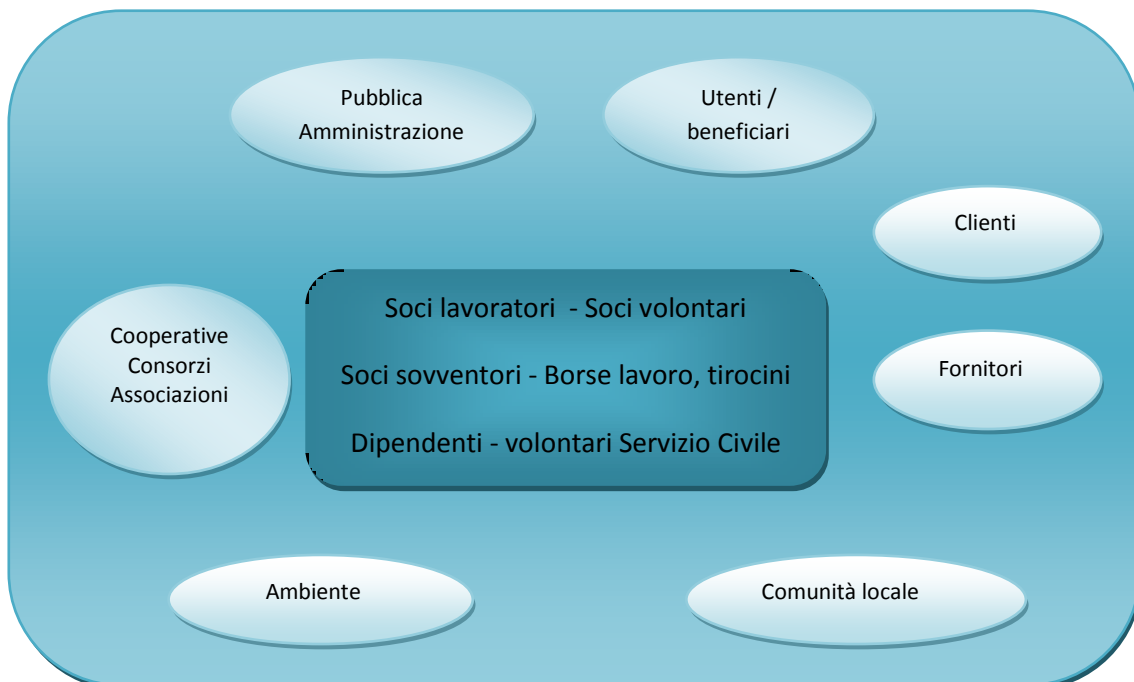 Pubblica
Amministrazione
Utenti /
beneficiari
Clienti
Soci lavoratori - Soci volontari
Soci sovventori - Borse lavoro, tirocini
Dipendenti - volontari Servizio Civile
Cooperative
Consorzi
Associazioni
Fornitori
Ambiente
Comunità locale